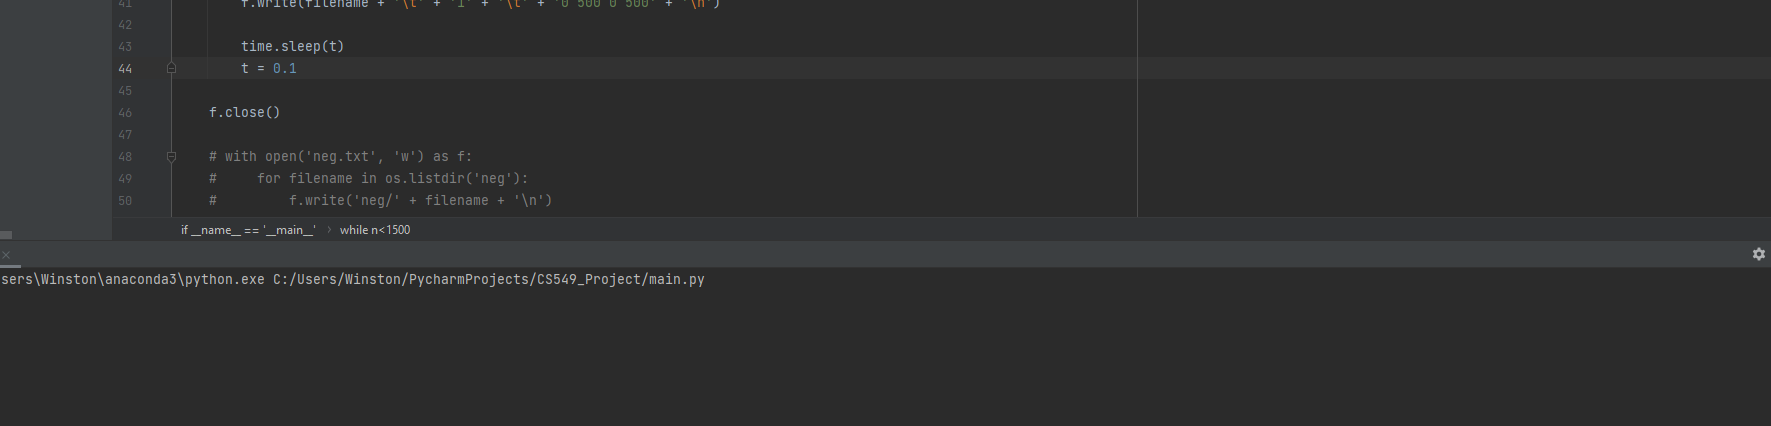 41 f.write(filename + '\t' + '1' + '\t' + '0 500 0 500' + '\n')
42
43 time.sleep(t)
44 t = 0.1
45
46 f.close()
47
48 # with open('neg.txt', 'w') as f:
49 #     for filename in os.listdir('neg'):
50 #         f.write('neg/' + filename + '\n')
if __name__ == '__main__' › while n<1500
sers\Winston\anaconda3\python.exe C:/Users/Winston/PycharmProjects/CS549_Project/main.py